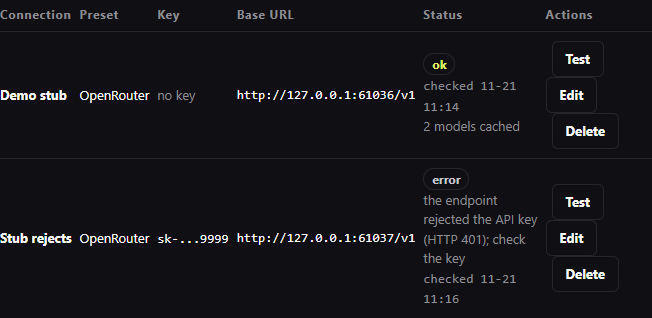 Connection Preset Key Base URL Status Actions
Demo stub OpenRouter no key http://127.0.0.1:61036/v1
ok
checked 11-21
11:14
2 models cached
Test
Edit
Delete
Stub rejects OpenRouter sk-...9999 http://127.0.0.1:61037/v1
error
the endpoint
rejected the API key
(HTTP 401); check
the key
checked 11-21
11:16
Test
Edit
Delete